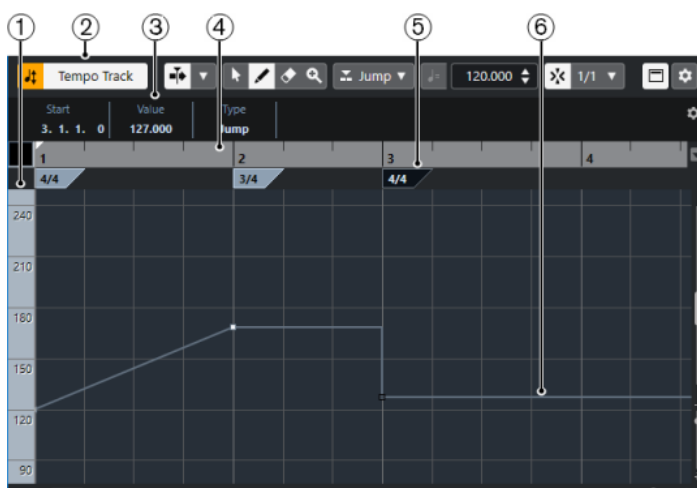 ① ② ③ ④ ⑤ ⑥
Tempo Track Jump 120.000 1/1
Start Value Type
3. 1. 1. 0 127.000 Jump
1 2 3 4
4/4 3/4 4/4
240
210
180
150
120
90